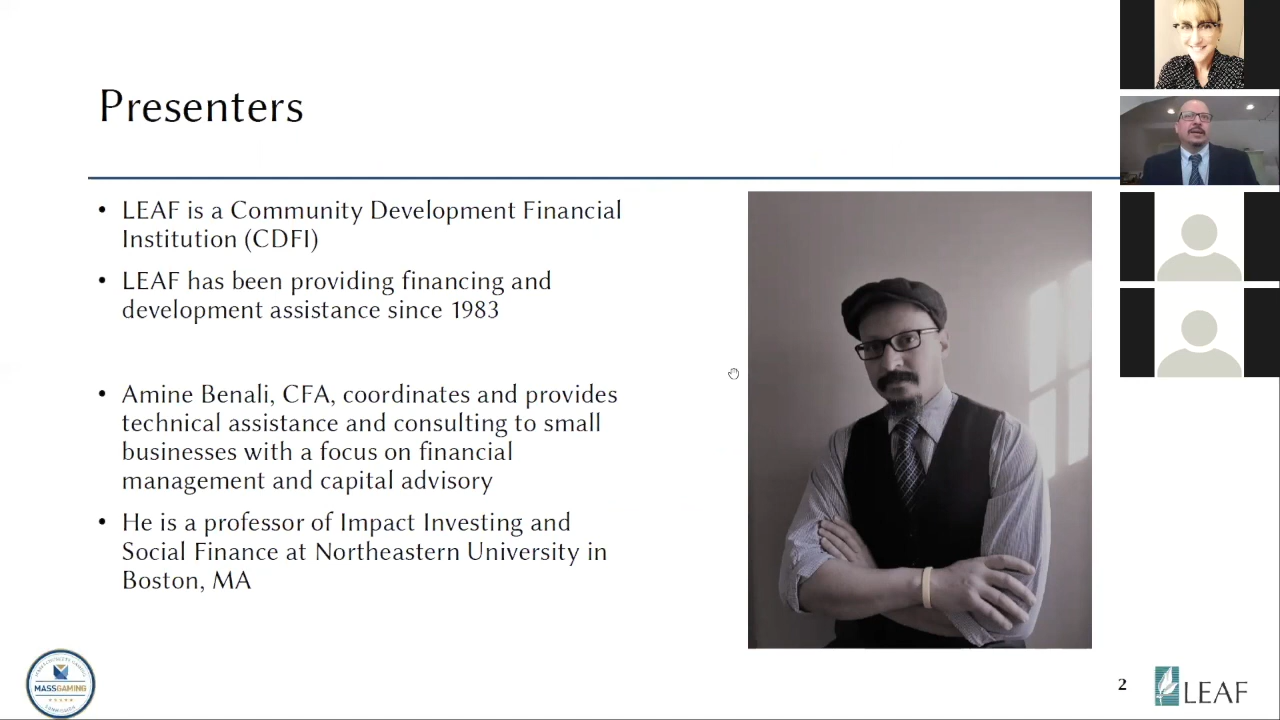 Presenters
• LEAF is a Community Development Financial
Institution (CDFI)
• LEAF has been providing financing and
development assistance since 1983
• Amine Benali, CFA, coordinates and provides
technical assistance and consulting to small
businesses with a focus on financial
management and capital advisory
• He is a professor of Impact Investing and
Social Finance at Northeastern University in
Boston, MA
MASSGAMING
2
LEAF